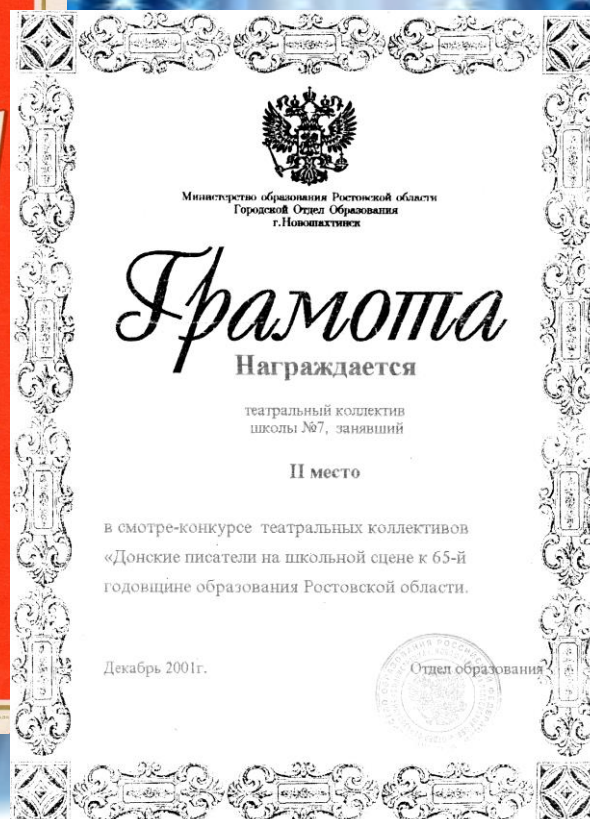 Министерство образования Ростовской области
Городской Отдел Образования
г.Новошахтинск
Грамота
Награждается
театральный коллектив
школы №7, занявший
II место
в смотре-конкурсе театральных коллективов
«Донские писатели на школьной сцене к 65-й
годовщине образования Ростовской области.
Декабрь 2001г.
Отдел образования